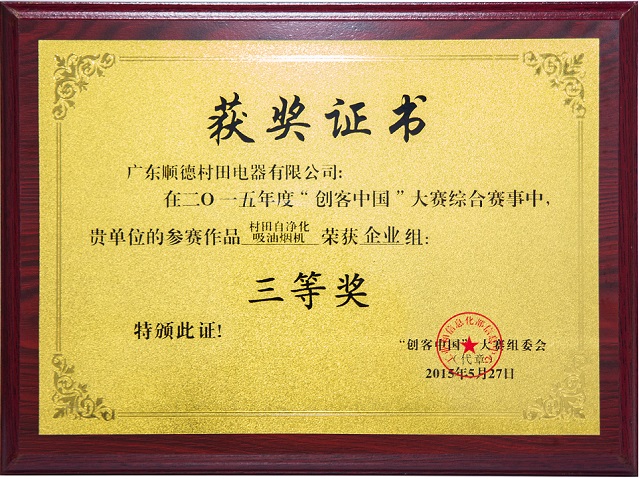 获奖证书
广东顺德村田电器有限公司:
在二〇一五年度“创客中国”大赛综合赛事中,
贵单位的参赛作品 村田自净化吸油烟机 荣获 企业 组:
三等奖
特颁此证!
“创客中国”大赛组委会
(代章)
2015年5月27日